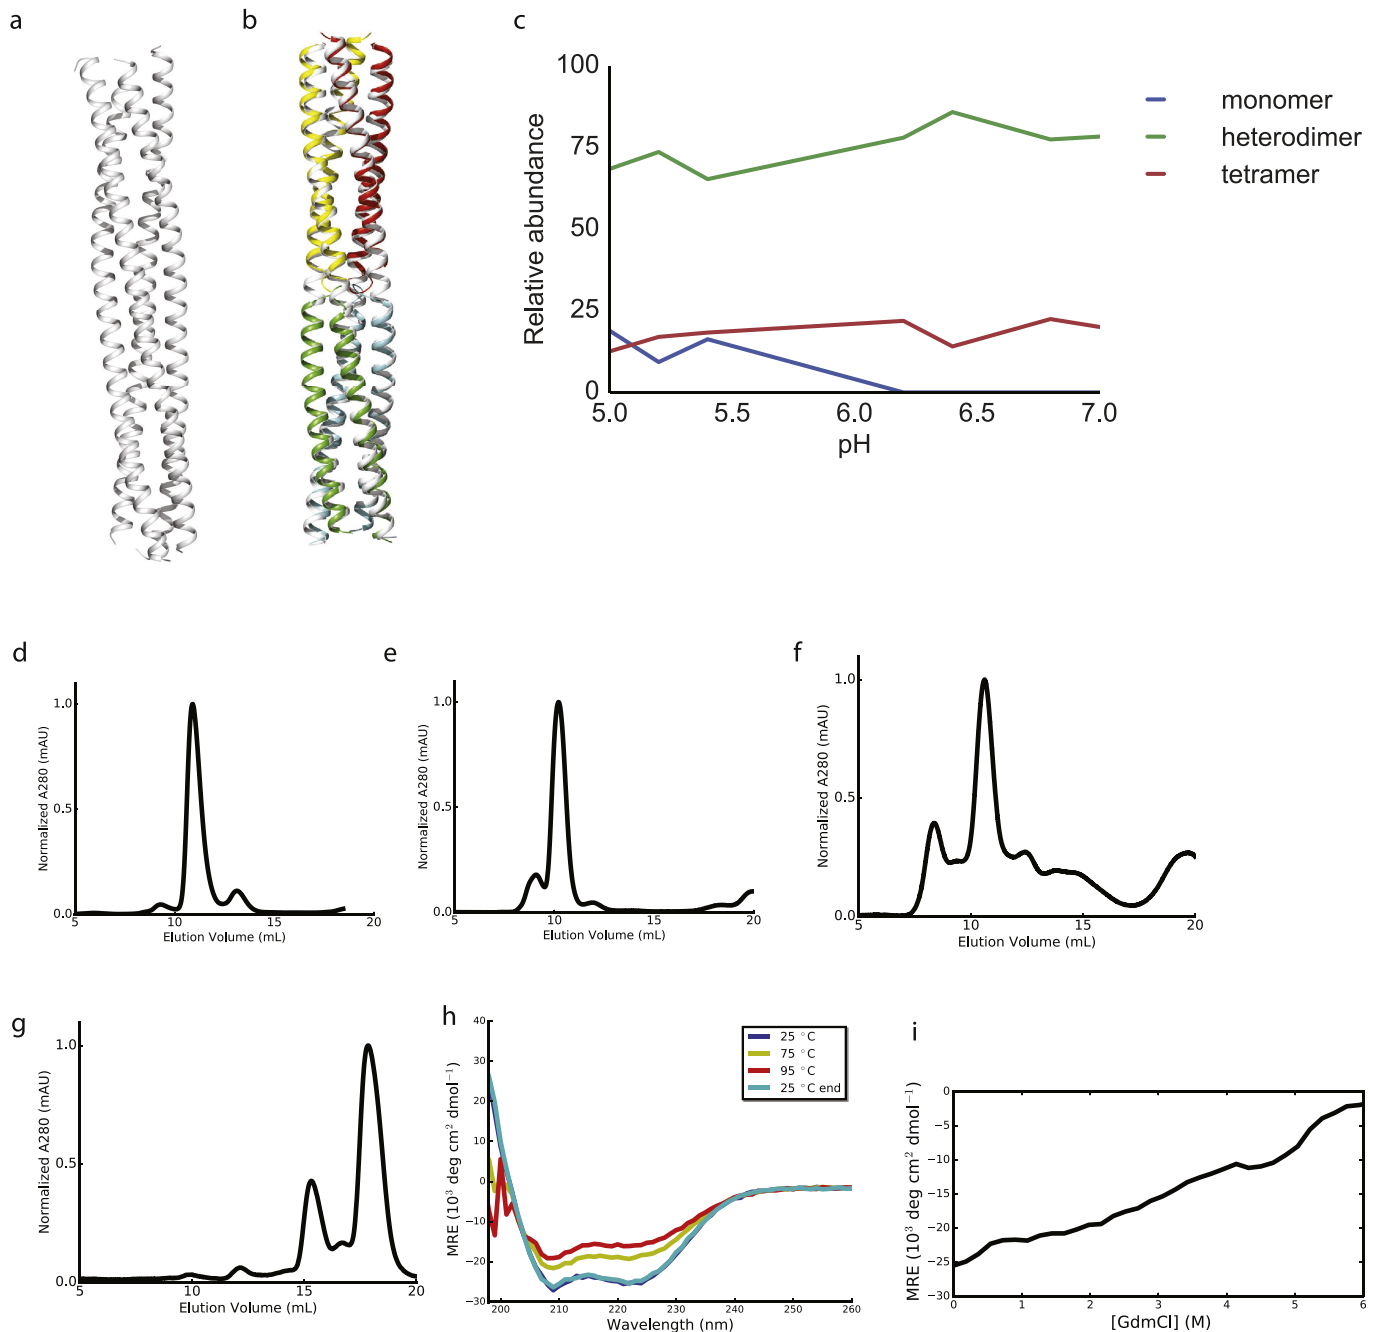 a
b
c
100
75
50
25
0
Relative abundance
5.0 5.5 6.0 6.5 7.0
pH
monomer
heterodimer
tetramer
d
1.0
0.5
0.0
Normalized A280 (mAU)
5 10 15 20
Elution Volume (mL)
e
1.0
0.5
0.0
Normalized A280 (mAU)
5 10 15 20
Elution Volume (mL)
f
1.0
0.5
0.0
Normalized A280 (mAU)
5 10 15 20
Elution Volume (mL)
g
1.0
0.5
0.0
Normalized A280 (mAU)
5 10 15 20
Elution Volume (mL)
h
40
30
20
10
0
−10
−20
−30
MRE (10³ deg cm² dmol⁻¹)
200 210 220 230 240 250 260
Wavelength (nm)
25 °C
75 °C
95 °C
25 °C end
i
0
−5
−10
−15
−20
−25
−30
MRE (10³ deg cm² dmol⁻¹)
0 1 2 3 4 5 6
[GdmCl] (M)